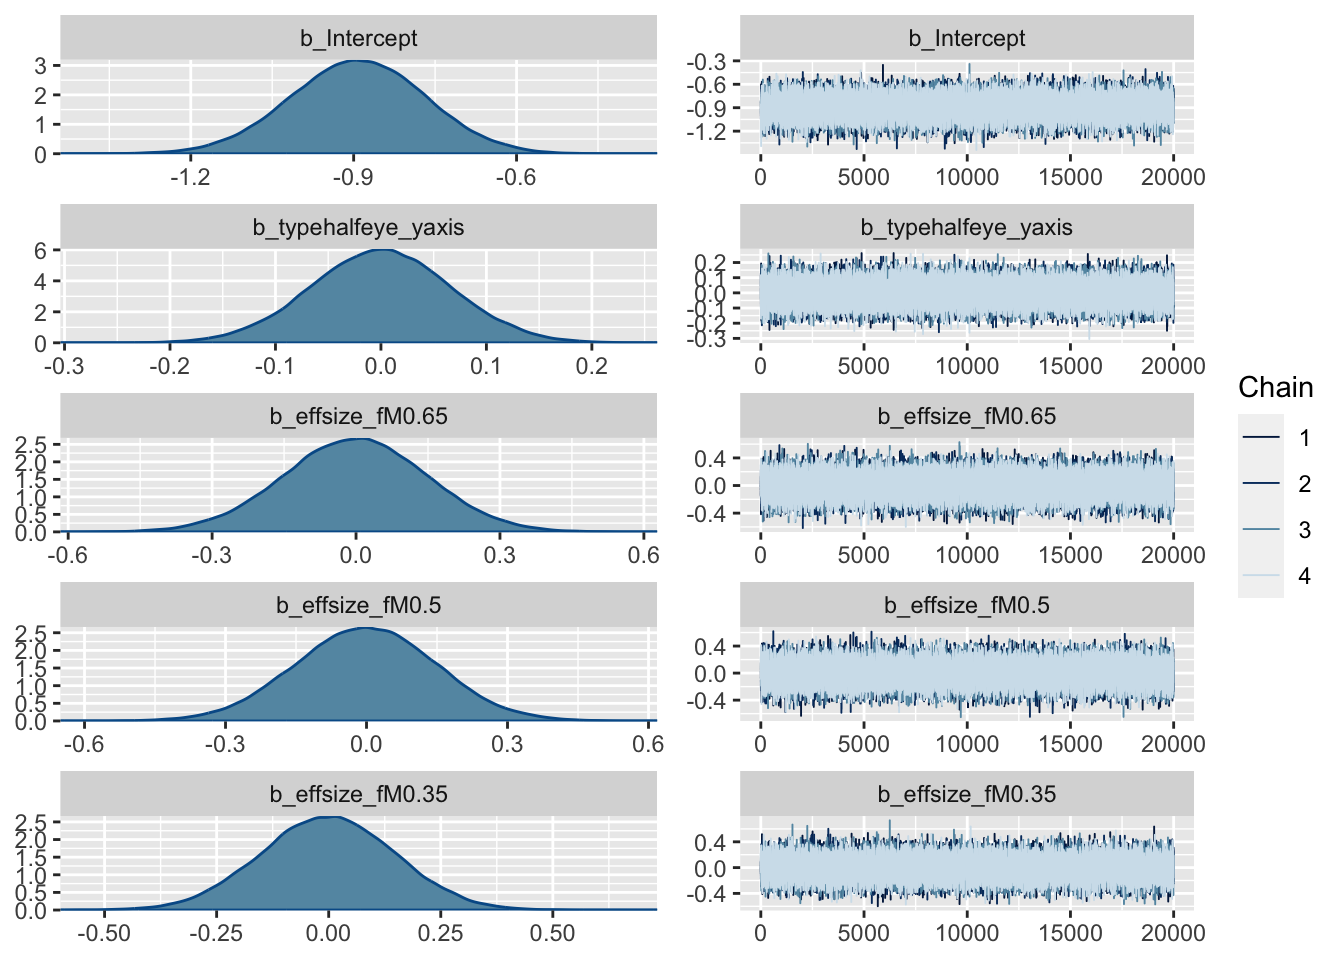 b_Intercept
3
2
1
0
-1.2 -0.9 -0.6
b_Intercept
-0.3
-0.6
-0.9
-1.2
0 5000 10000 15000 20000
b_typehalfeye_yaxis
6
4
2
0
-0.3 -0.2 -0.1 0.0 0.1 0.2
b_typehalfeye_yaxis
0.2
0.1
0.0
-0.1
-0.2
-0.3
0 5000 10000 15000 20000
b_effsize_fM0.65
2.5
2.0
1.5
1.0
0.5
0.0
-0.6 -0.3 0.0 0.3 0.6
b_effsize_fM0.65
0.4
0.0
-0.4
0 5000 10000 15000 20000
b_effsize_fM0.5
2.5
2.0
1.5
1.0
0.5
0.0
-0.6 -0.3 0.0 0.3 0.6
b_effsize_fM0.5
0.4
0.0
-0.4
0 5000 10000 15000 20000
b_effsize_fM0.35
2.5
2.0
1.5
1.0
0.5
0.0
-0.50 -0.25 0.00 0.25 0.50
b_effsize_fM0.35
0.4
0.0
-0.4
0 5000 10000 15000 20000
Chain
1
2
3
4